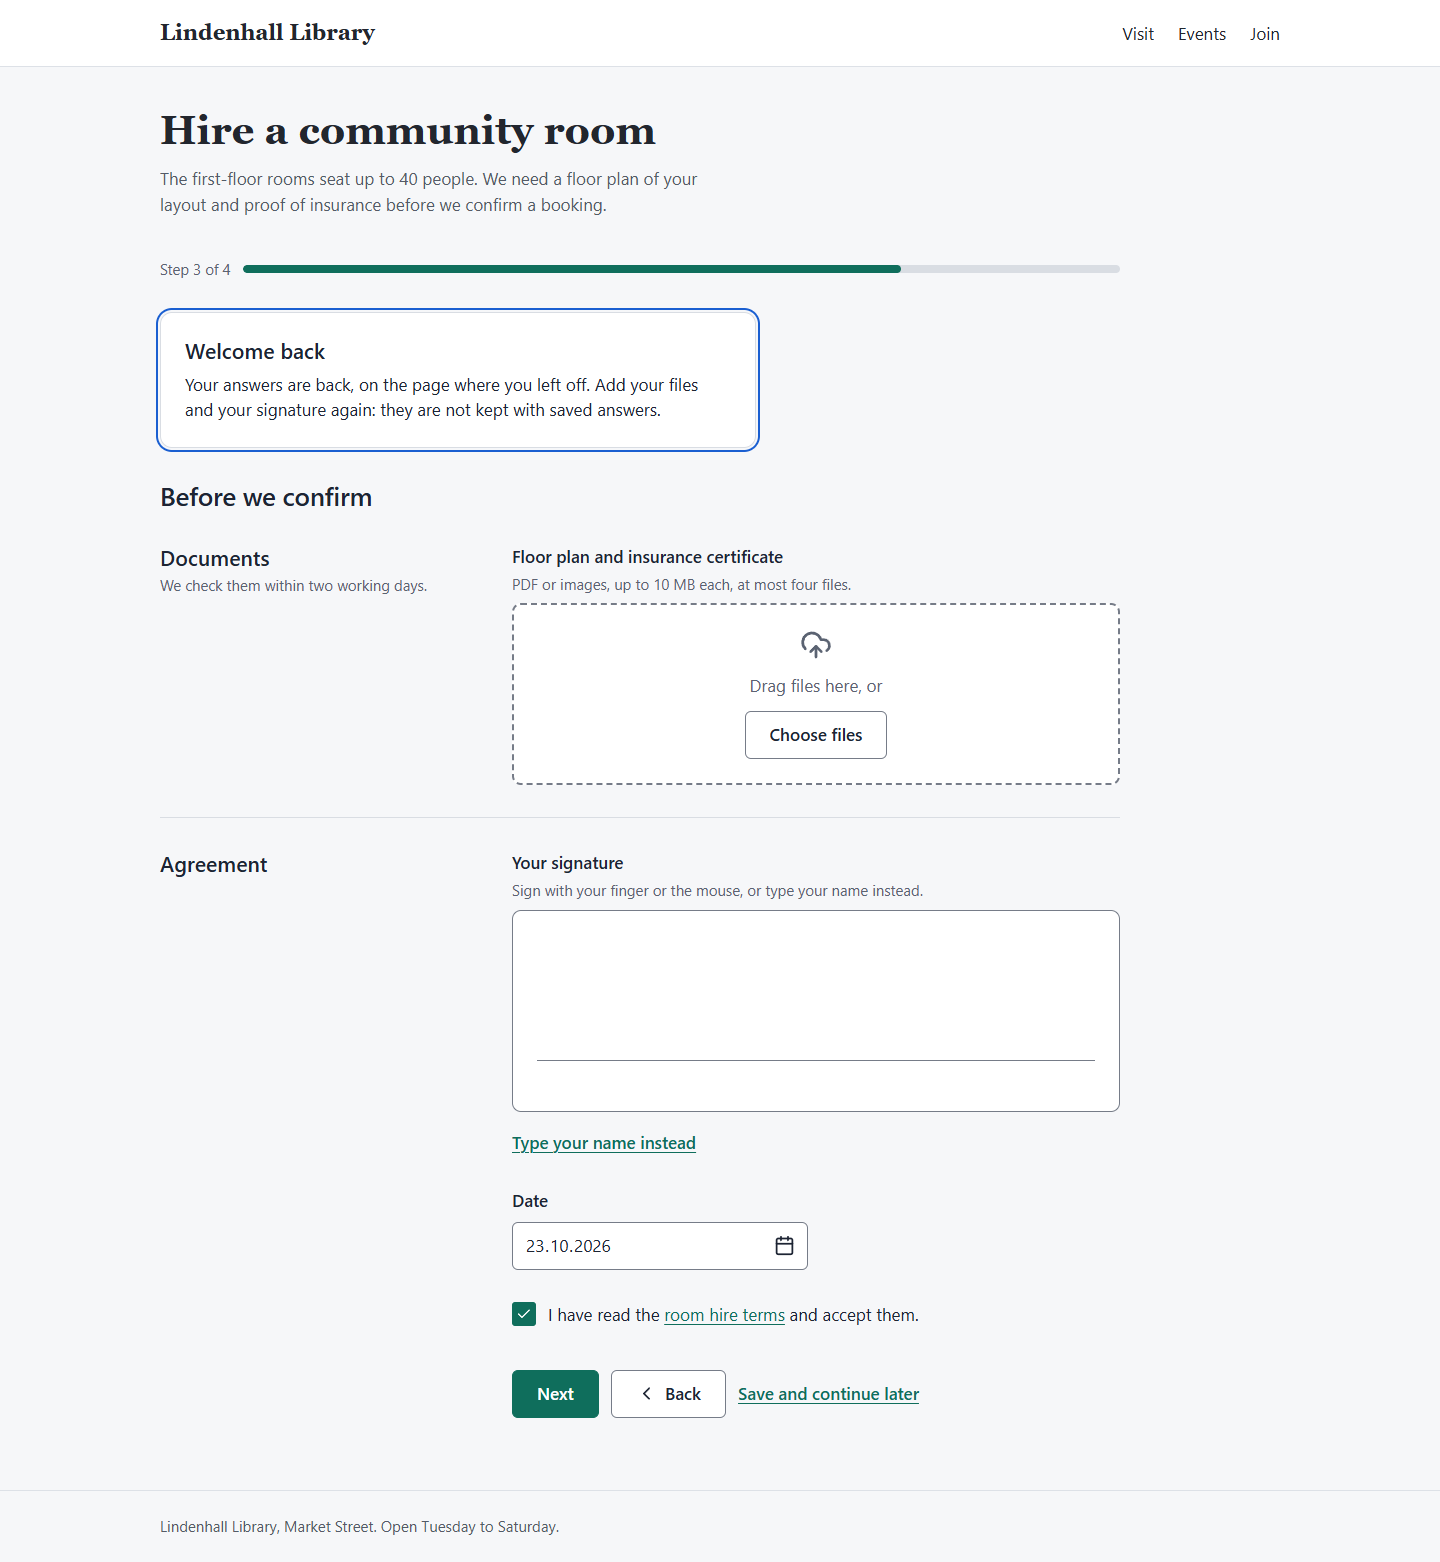 Lindenhall Library
Visit
Events
Join
Hire a community room
The first-floor rooms seat up to 40 people. We need a floor plan of your
layout and proof of insurance before we confirm a booking.
Step 3 of 4
Welcome back
Your answers are back, on the page where you left off. Add your files
and your signature again: they are not kept with saved answers.
Before we confirm
Documents
We check them within two working days.
Floor plan and insurance certificate
PDF or images, up to 10 MB each, at most four files.
Drag files here, or
Choose files
Agreement
Your signature
Sign with your finger or the mouse, or type your name instead.
Type your name instead
Date
23.10.2026
I have read the room hire terms and accept them.
Next
Back
Save and continue later
Lindenhall Library, Market Street. Open Tuesday to Saturday.